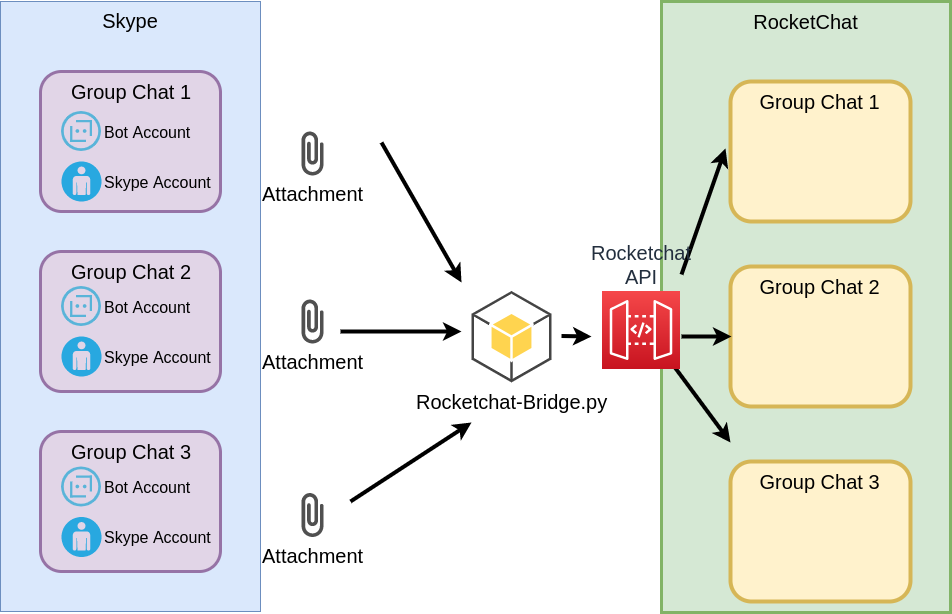 Skype
Group Chat 1
Bot Account
Skype Account
Group Chat 2
Bot Account
Skype Account
Group Chat 3
Bot Account
Skype Account
Attachment
Attachment
Attachment
Rocketchat-Bridge.py
Rocketchat
API
RocketChat
Group Chat 1
Group Chat 2
Group Chat 3